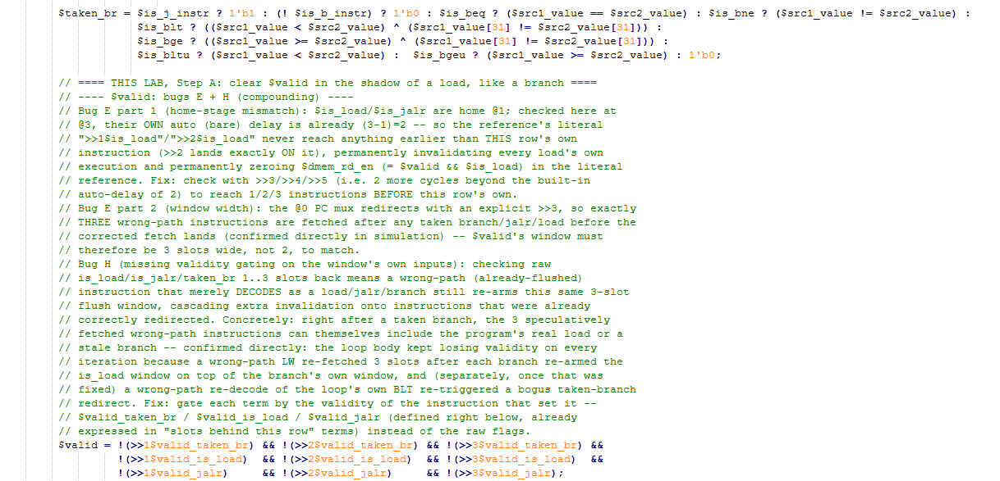 $taken_br = $is_j_instr ? 1'b1 : (! $is_b_instr) ? 1'b0 : $is_beq ? ($src1_value == $src2_value) : $is_bne ? ($src1_value != $src2_value) :
$is_blt ? (($src1_value < $src2_value) ^ ($src1_value[31] != $src2_value[31])) :
$is_bge ? (($src1_value >= $src2_value) ^ ($src1_value[31] != $src2_value[31])) :
$is_bltu ? ($src1_value < $src2_value) :  $is_bgeu ? ($src1_value >= $src2_value) : 1'b0;
// ==== THIS LAB, Step A: clear $valid in the shadow of a load, like a branch ====
// ---- $valid: bugs E + H (compounding) ----
// Bug E part 1 (home-stage mismatch): $is_load/$is_jalr are home @1; checked here at
// @3, their OWN auto (bare) delay is already (3-1)=2 -- so the reference's literal
// ">>1$is_load"/">>2$is_load" never reach anything earlier than THIS row's own
// instruction (>>2 lands exactly ON it), permanently invalidating every load's own
// execution and permanently zeroing $dmem_rd_en (= $valid && $is_load) in the literal
// reference. Fix: check with >>3/>>4/>>5 (i.e. 2 more cycles beyond the built-in
// auto-delay of 2) to reach 1/2/3 instructions BEFORE this row's own.
// Bug E part 2 (window width): the @0 PC mux redirects with an explicit >>3, so exactly
// THREE wrong-path instructions are fetched after any taken branch/jalr/load before the
// corrected fetch lands (confirmed directly in simulation) -- $valid's window must
// therefore be 3 slots wide, not 2, to match.
// Bug H (missing validity gating on the window's own inputs): checking raw
// is_load/is_jalr/taken_br 1..3 slots back means a wrong-path (already-flushed)
// instruction that merely DECODES as a load/jalr/branch still re-arms this same 3-slot
// flush window, cascading extra invalidation onto instructions that were already
// correctly redirected. Concretely: right after a taken branch, the 3 speculatively
// fetched wrong-path instructions can themselves include the program's real load or a
// stale branch -- confirmed directly: the loop body kept losing validity on every
// iteration because a wrong-path LW re-fetched 3 slots after each branch re-armed the
// is_load window on top of the branch's own window, and (separately, once that was
// fixed) a wrong-path re-decode of the loop's own BLT re-triggered a bogus taken-branch
// redirect. Fix: gate each term by the validity of the instruction that set it --
// $valid_taken_br / $valid_is_load / $valid_jalr (defined right below, already
// expressed in "slots behind this row" terms) instead of the raw flags.
$valid = !(>>1$valid_taken_br) && !(>>2$valid_taken_br) && !(>>3$valid_taken_br) &&
!(>>1$valid_is_load)  && !(>>2$valid_is_load)  && !(>>3$valid_is_load)  &&
!(>>1$valid_jalr)     && !(>>2$valid_jalr)     && !(>>3$valid_jalr);